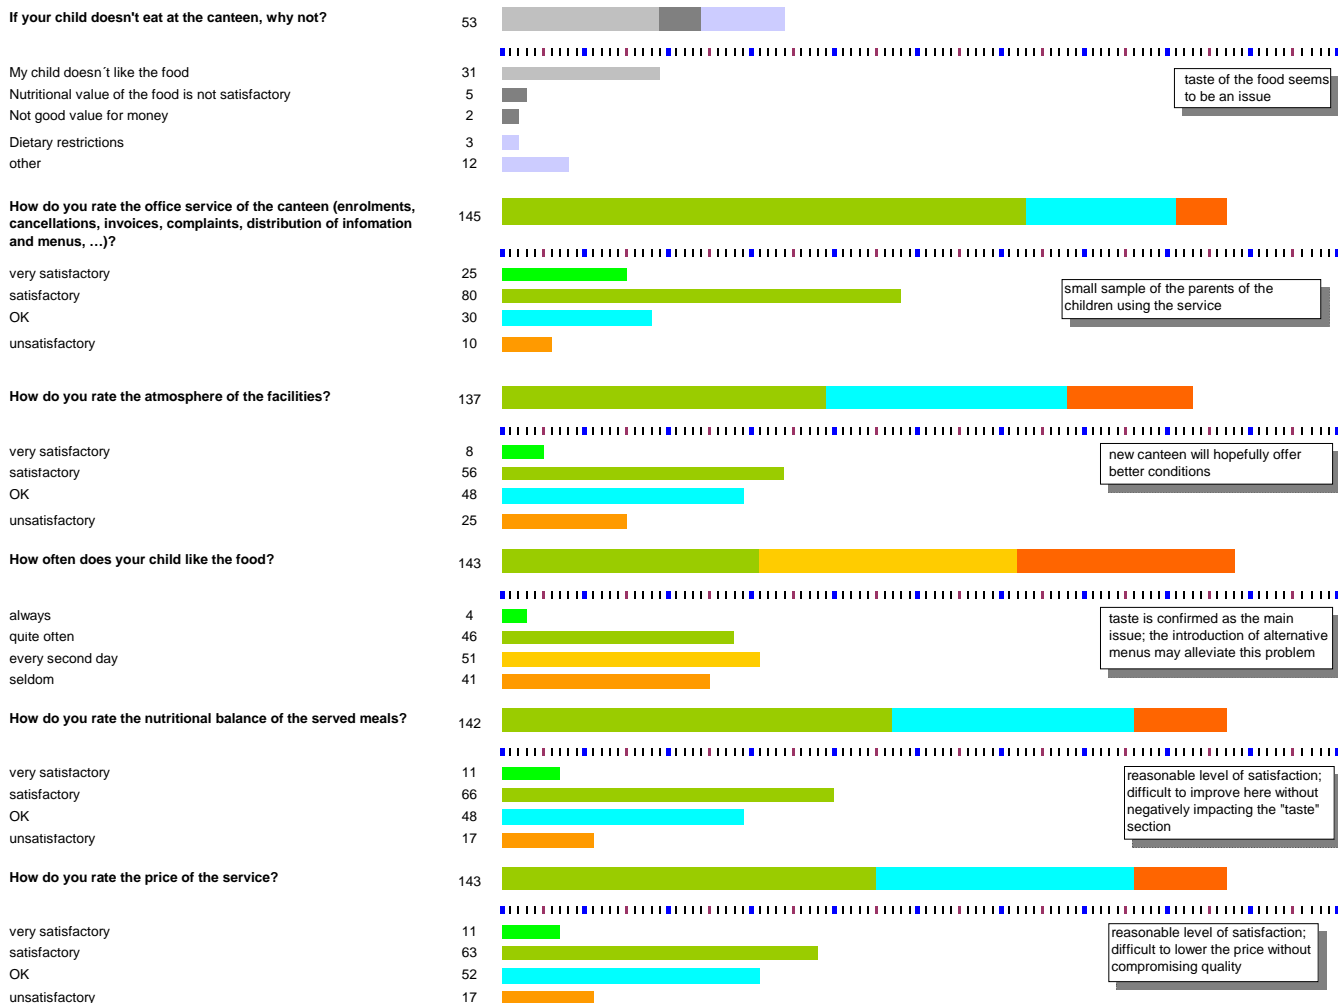 If your child doesn't eat at the canteen, why not? 53
My child doesn´t like the food 31
Nutritional value of the food is not satisfactory 5
Not good value for money 2
Dietary restrictions 3
other 12
taste of the food seems
to be an issue
How do you rate the office service of the canteen (enrolments,
cancellations, invoices, complaints, distribution of infomation
and menus, …)?
145
very satisfactory 25
satisfactory 80
OK 30
unsatisfactory 10
small sample of the parents of the
children using the service
How do you rate the atmosphere of the facilities? 137
very satisfactory 8
satisfactory 56
OK 48
unsatisfactory 25
new canteen will hopefully offer
better conditions
How often does your child like the food? 143
always 4
quite often 46
every second day 51
seldom 41
taste is confirmed as the main
issue; the introduction of alternative
menus may alleviate this problem
How do you rate the nutritional balance of the served meals? 142
very satisfactory 11
satisfactory 66
OK 48
unsatisfactory 17
reasonable level of satisfaction;
difficult to improve here without
negatively impacting the "taste"
section
How do you rate the price of the service? 143
very satisfactory 11
satisfactory 63
OK 52
unsatisfactory 17
reasonable level of satisfaction;
difficult to lower the price without
compromising quality